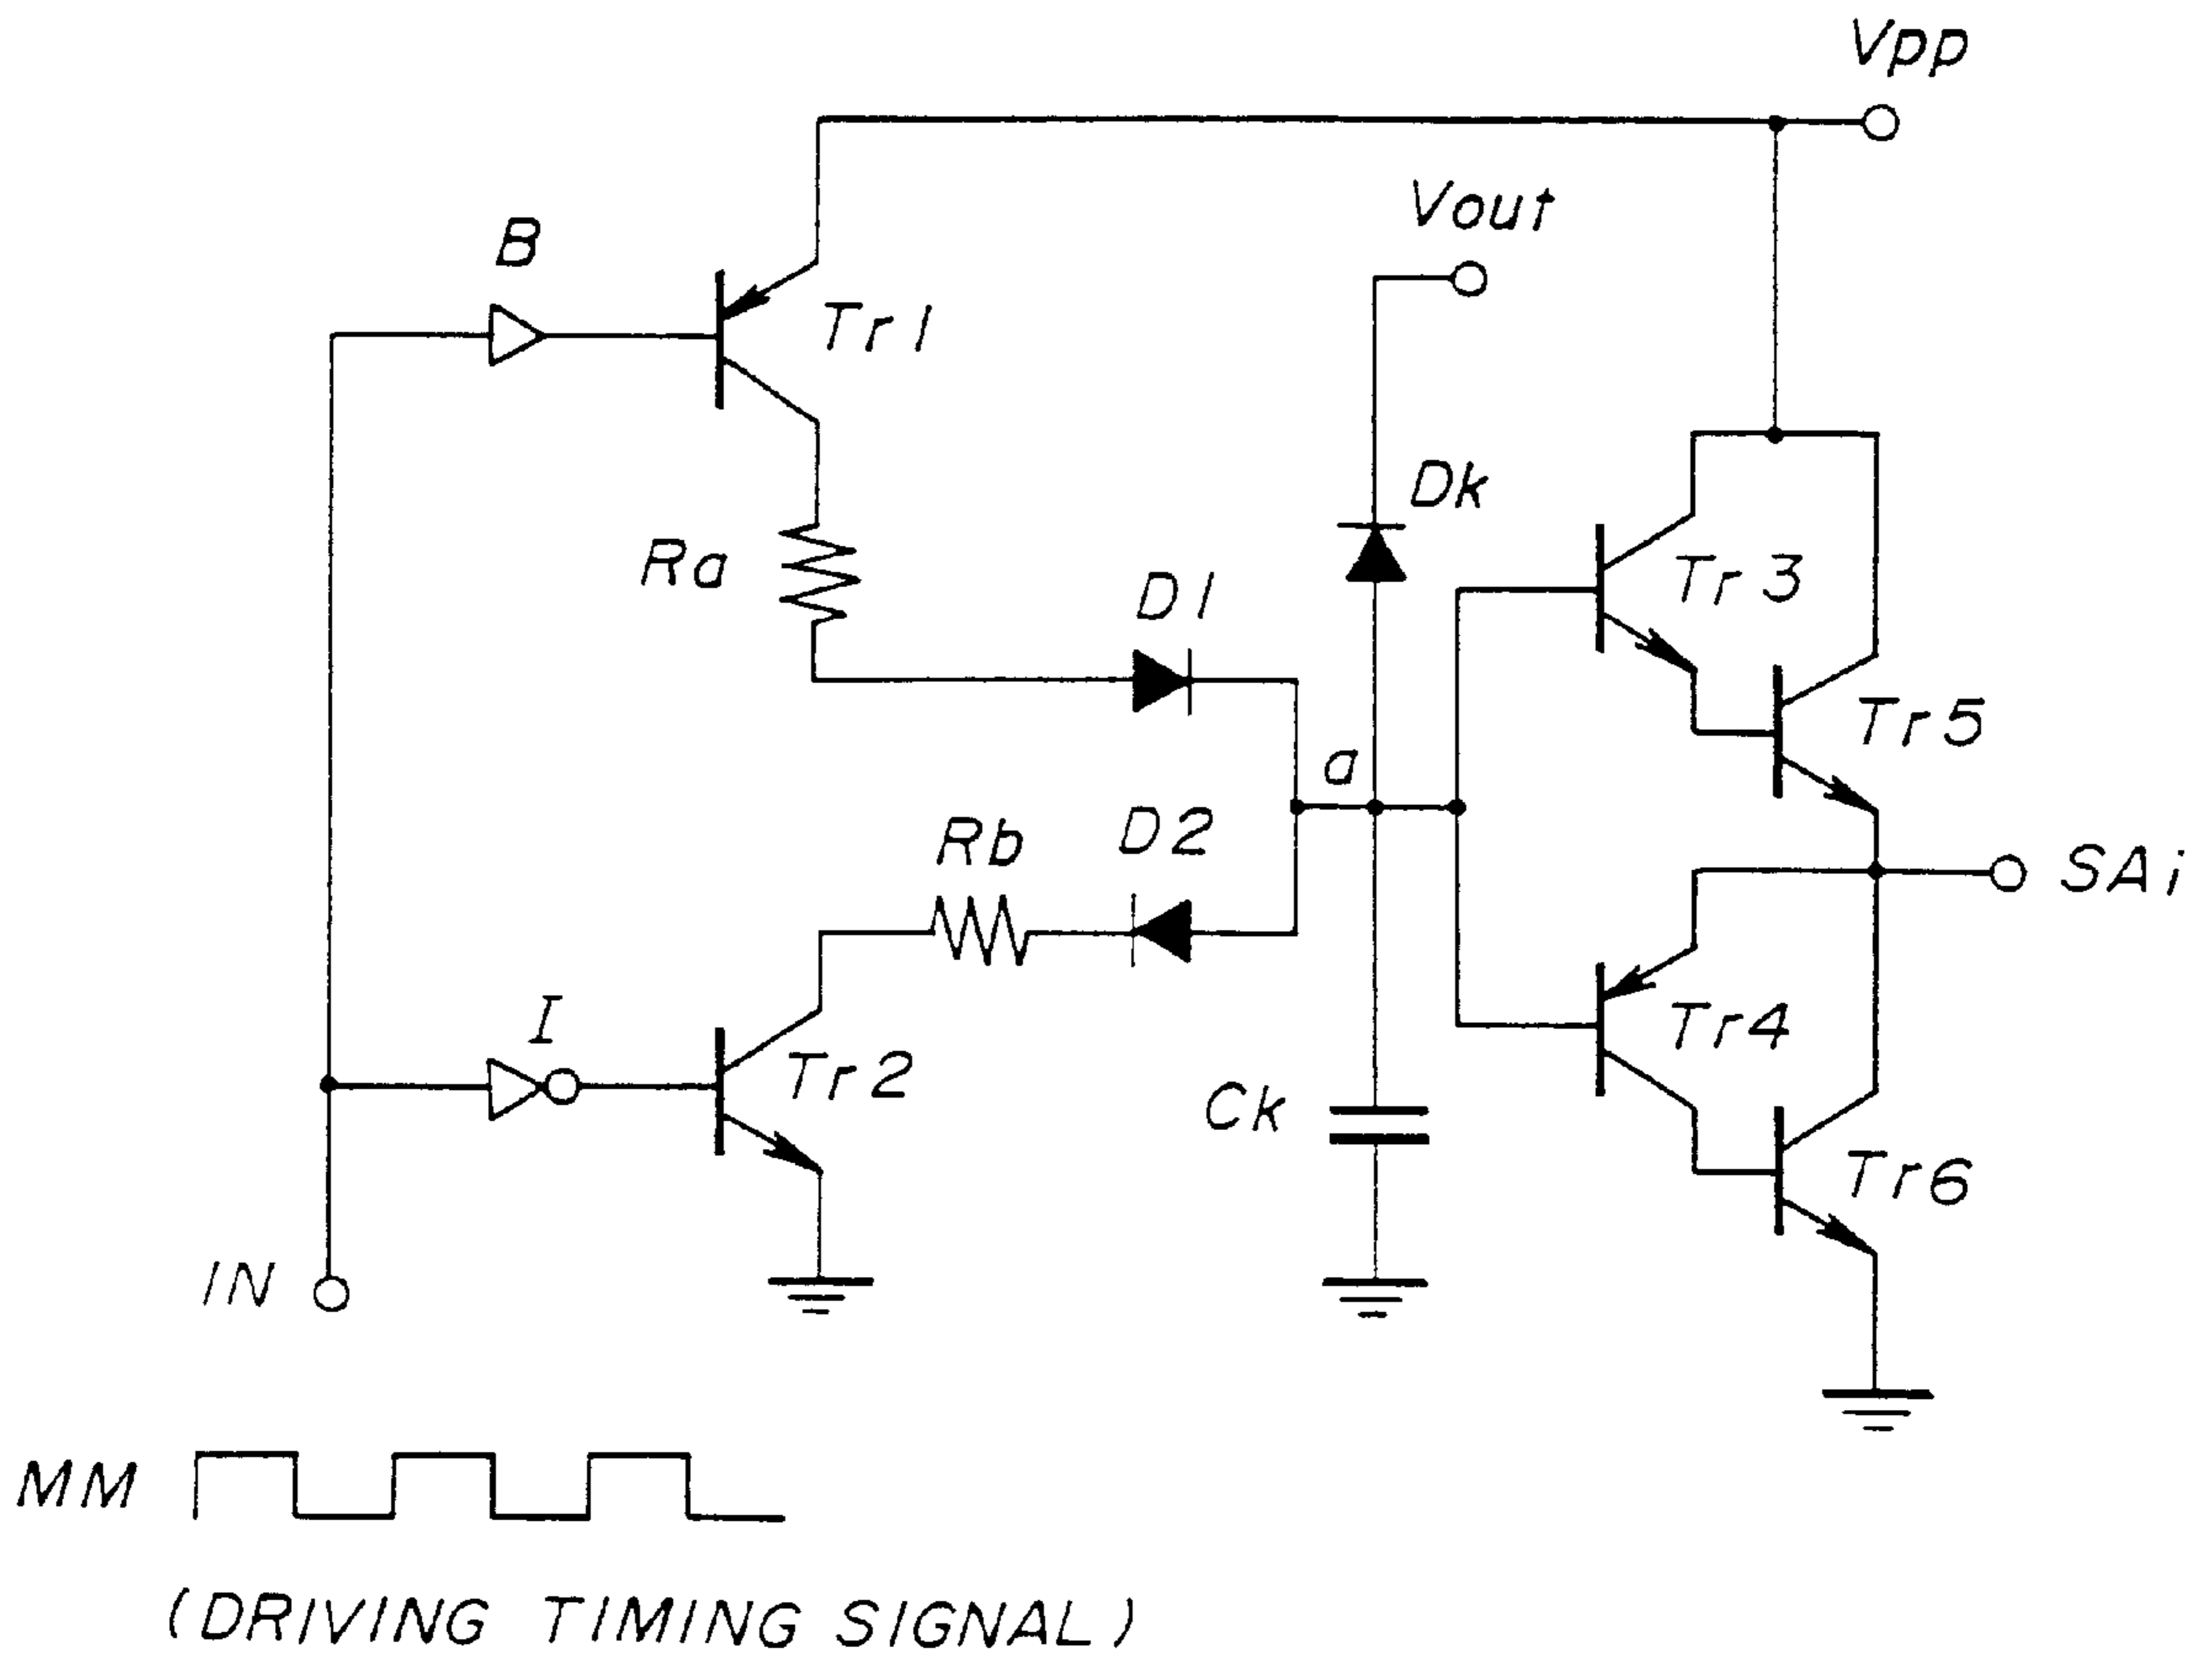 Vpp
Vout
B
Tr1
Dk
Ra
Tr3
D1
Tr5
a
Rb
D2
SAi
I
Tr4
Tr2
Ck
Tr6
IN
MM
(DRIVING TIMING SIGNAL)